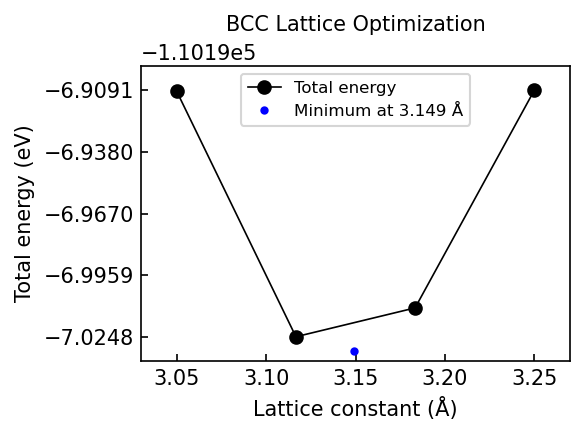 BCC Lattice Optimization
−1.1019e5
Total energy
Minimum at 3.149 Å
−6.9091
−6.9380
−6.9670
−6.9959
−7.0248
Total energy (eV)
3.05 3.10 3.15 3.20 3.25
Lattice constant (Å)